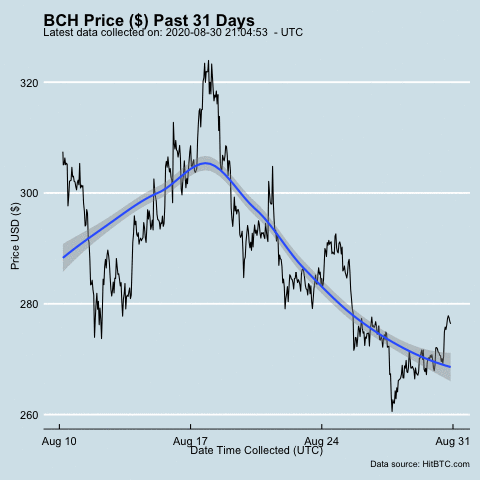 BCH Price ($) Past 31 Days
Latest data collected on: 2020-08-30 21:04:53  - UTC
Price USD ($)
320
300
280
260
Aug 10 Aug 17 Aug 24 Aug 31
Date Time Collected (UTC)
Data source: HitBTC.com